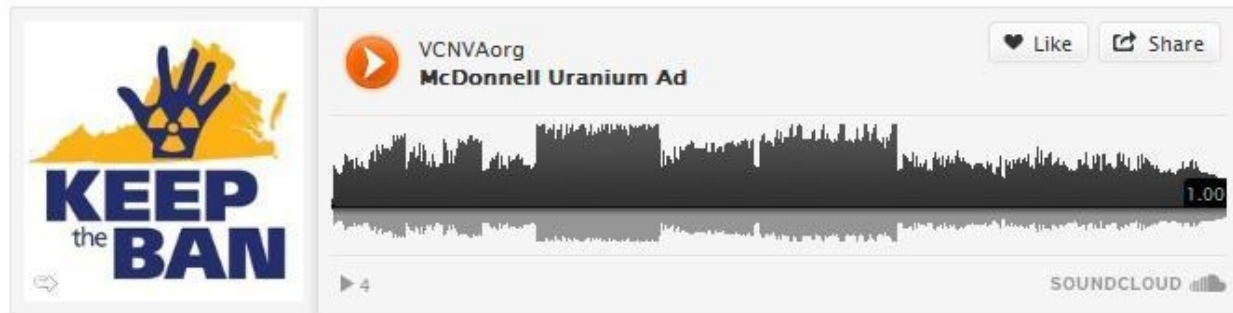 KEEP
the BAN
VCNVAorg
McDonnell Uranium Ad
Like
Share
1.00
4
SOUNDCLOUD